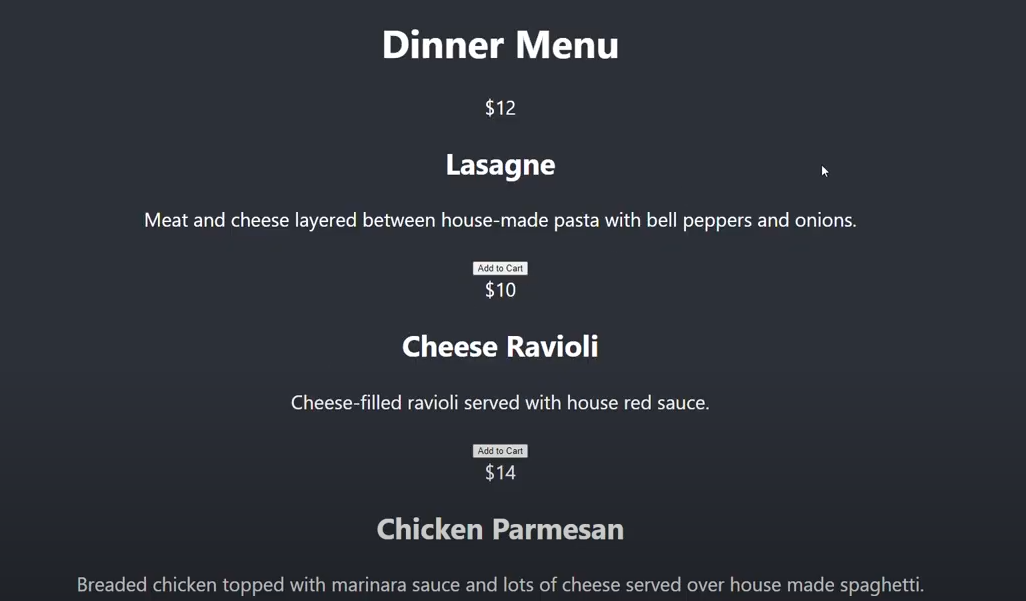 Dinner Menu
$12
Lasagne
Meat and cheese layered between house-made pasta with bell peppers and onions.
Add to Cart
$10
Cheese Ravioli
Cheese-filled ravioli served with house red sauce.
Add to Cart
$14
Chicken Parmesan
Breaded chicken topped with marinara sauce and lots of cheese served over house made spaghetti.